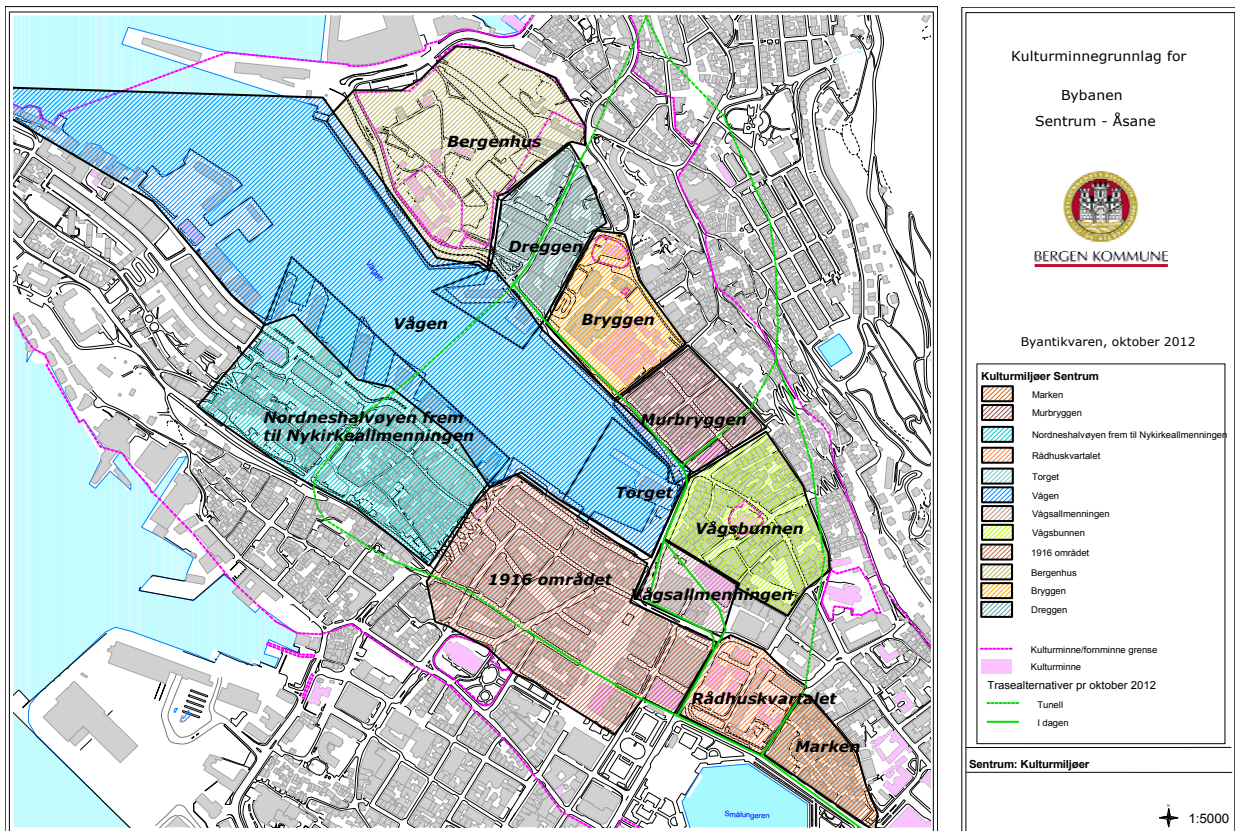 Bergenhus
Dreggen
Bryggen
Vågen
Vågen
Murbryggen
Nordneshalvøyen frem
til Nykirkeallmenningen
Torget
Vågsbunnen
1916 området
Vågsallmenningen
Rådhuskvartalet
Marken
Smålungeren
Kulturminnegrunnlag for
Bybanen
Sentrum - Åsane
BERGEN KOMMUNE
Byantikvaren, oktober 2012
Kulturmiljøer Sentrum
Marken
Murbryggen
Nordneshalvøyen frem til Nykirkeallmenningen
Rådhuskvartalet
Torget
Vågen
Vågsallmenningen
Vågsbunnen
1916 området
Bergenhus
Bryggen
Dreggen
Kulturminne/fornminne grense
Kulturminne
Trasealternativer pr oktober 2012
Tunell
I dagen
Sentrum: Kulturmiljøer
1:5000